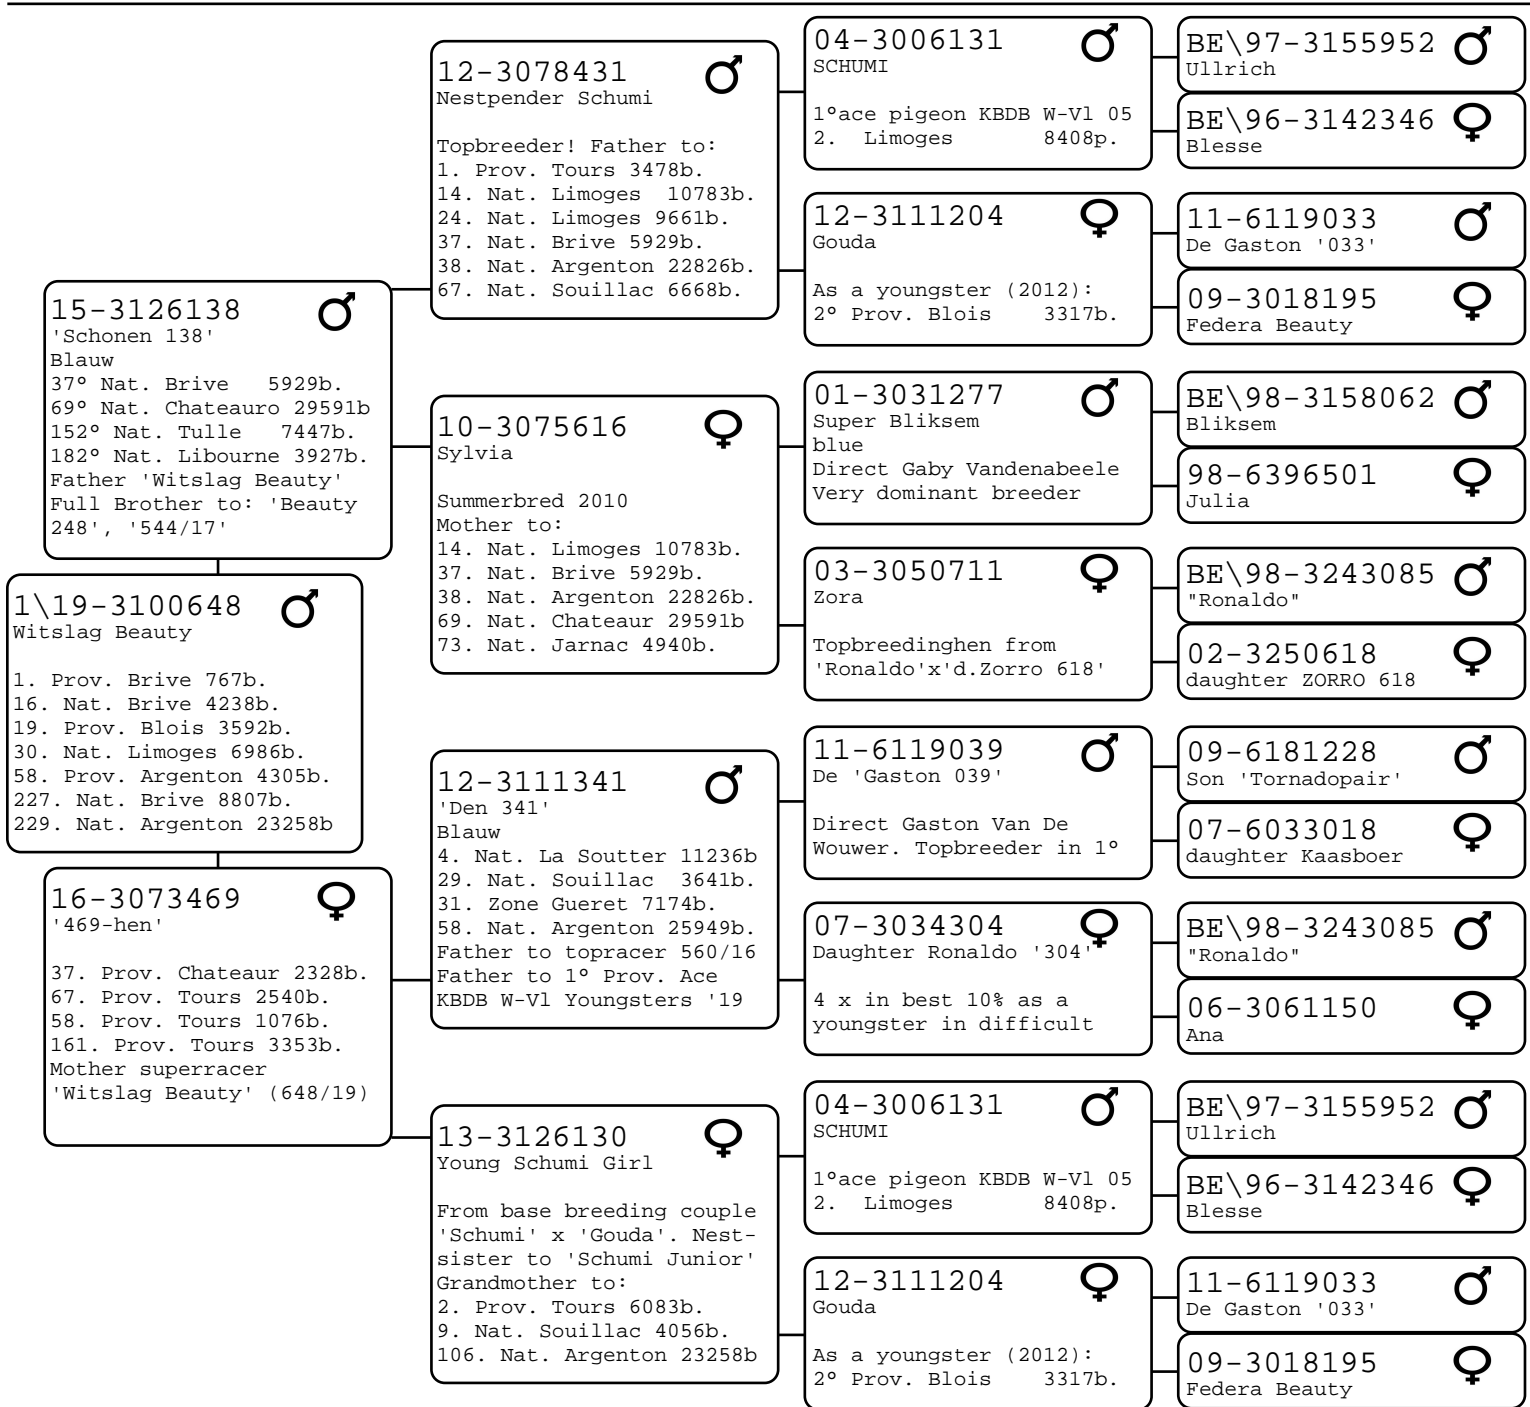 1\19-3100648
Witslag Beauty
1. Prov. Brive 767b.
16. Nat. Brive 4238b.
19. Prov. Blois 3592b.
30. Nat. Limoges 6986b.
58. Prov. Argenton 4305b.
227. Nat. Brive 8807b.
229. Nat. Argenton 23258b
15-3126138
'Schonen 138'
Blauw
37º Nat. Brive 5929b.
69º Nat. Chateauro 29591b
152º Nat. Tulle 7447b.
182º Nat. Libourne 3927b.
Father 'Witslag Beauty'
Full Brother to: 'Beauty
248', '544/17'
16-3073469
'469-hen'
37. Prov. Chateaur 2328b.
67. Prov. Tours 2540b.
58. Prov. Tours 1076b.
161. Prov. Tours 3353b.
Mother superracer
'Witslag Beauty' (648/19)
12-3078431
Nestpender Schumi
Topbreeder! Father to:
1. Prov. Tours 3478b.
14. Nat. Limoges 10783b.
24. Nat. Limoges 9661b.
37. Nat. Brive 5929b.
38. Nat. Argenton 22826b.
67. Nat. Souillac 6668b.
10-3075616
Sylvia
Summerbred 2010
Mother to:
14. Nat. Limoges 10783b.
37. Nat. Brive 5929b.
38. Nat. Argenton 22826b.
69. Nat. Chateaur 29591b
73. Nat. Jarnac 4940b.
12-3111341
'Den 341'
Blauw
4. Nat. La Soutter 11236b
29. Nat. Souillac 3641b.
31. Zone Gueret 7174b.
58. Nat. Argenton 25949b.
Father to topracer 560/16
Father to 1º Prov. Ace
KBDB W-Vl Youngsters '19
13-3126130
Young Schumi Girl
From base breeding couple
'Schumi' x 'Gouda'. Nest-
sister to 'Schumi Junior'
Grandmother to:
2. Prov. Tours 6083b.
9. Nat. Souillac 4056b.
106. Nat. Argenton 23258b
04-3006131
SCHUMI
1ºace pigeon KBDB W-Vl 05
2. Limoges 8408p.
12-3111204
Gouda
As a youngster (2012):
2º Prov. Blois 3317b.
01-3031277
Super Bliksem
blue
Direct Gaby Vandenabeele
Very dominant breeder
03-3050711
Zora
Topbreedinghen from
'Ronaldo'x'd.Zorro 618'
11-6119039
De 'Gaston 039'
Direct Gaston Van De
Wouwer. Topbreeder in 1º
07-3034304
Daughter Ronaldo '304'
4 x in best 10% as a
youngster in difficult
04-3006131
SCHUMI
1ºace pigeon KBDB W-Vl 05
2. Limoges 8408p.
12-3111204
Gouda
As a youngster (2012):
2º Prov. Blois 3317b.
BE\97-3155952
Ullrich
BE\96-3142346
Blesse
11-6119033
De Gaston '033'
09-3018195
Federa Beauty
BE\98-3158062
Bliksem
98-6396501
Julia
BE\98-3243085
"Ronaldo"
02-3250618
daughter ZORRO 618
09-6181228
Son 'Tornadopair'
07-6033018
daughter Kaasboer
BE\98-3243085
"Ronaldo"
06-3061150
Ana
BE\97-3155952
Ullrich
BE\96-3142346
Blesse
11-6119033
De Gaston '033'
09-3018195
Federa Beauty